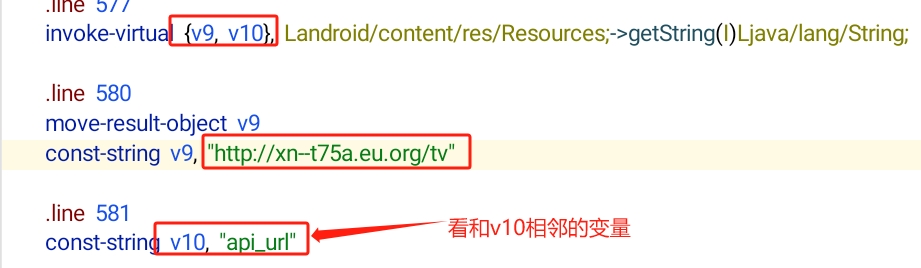 .line 577
invoke-virtual {v9, v10}, Landroid/content/res/Resources;->getString(I)Ljava/lang/String;
.line 580
move-result-object v9
const-string v9, "http://xn--t75a.eu.org/tv"
.line 581
const-string v10, "api_url"
看和v10相邻的变量